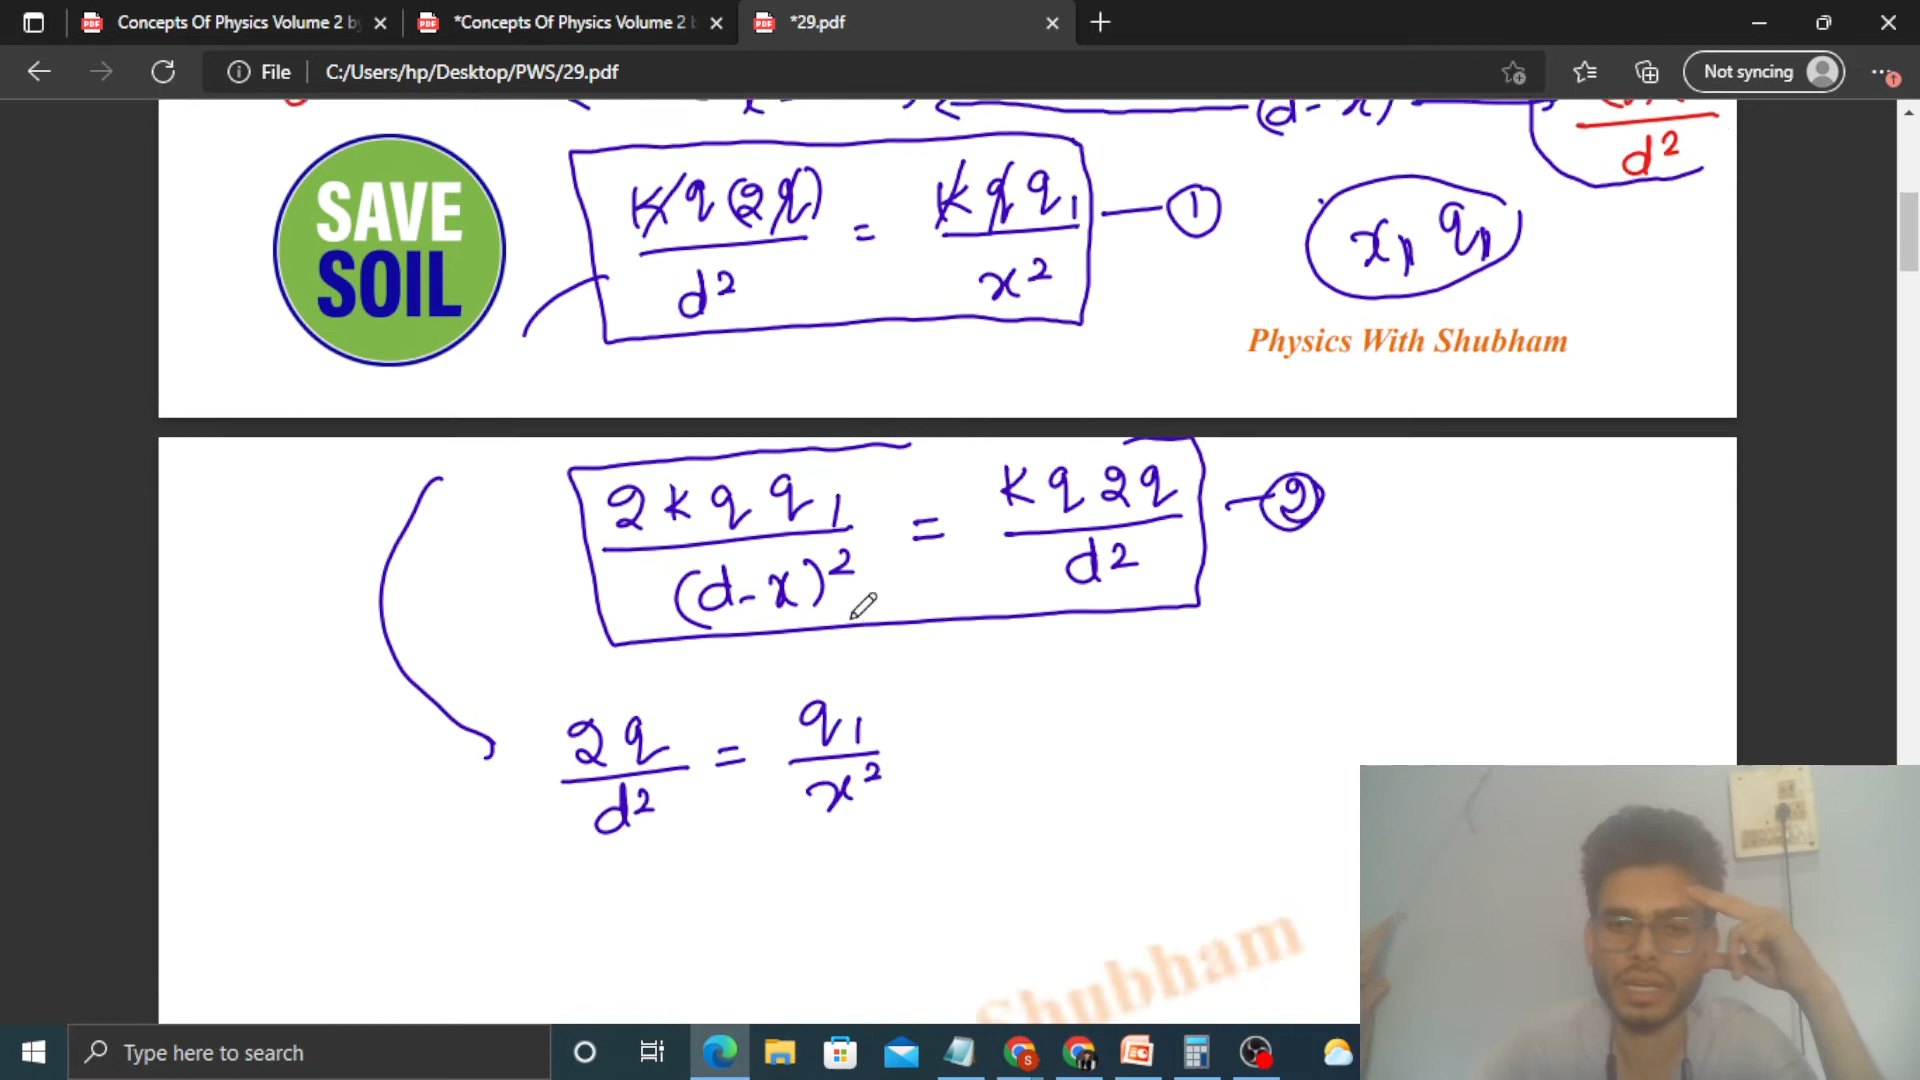 Concepts Of Physics Volume 2 by
*Concepts Of Physics Volume 2 b
*29.pdf
File
C:/Users/hp/Desktop/PWS/29.pdf
Not syncing
(d-x)
d²
SAVE
SOIL
Kq(2q)/d² = Kqq₁/x² — ①
x, q₁
Physics With Shubham
2Kqq₁/(d-x)² = Kq2q/d² — ②
2q/d² = q₁/x²
Shubham
Type here to search